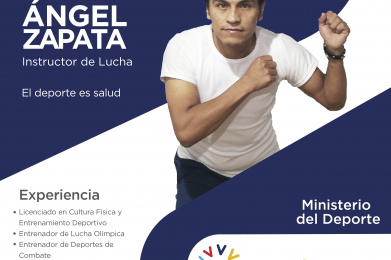 ÁNGEL
ZAPATA
Instructor de Lucha
El deporte es salud
Experiencia
• Licenciado en Cultura Física y
Entrenamiento Deportivo
• Entrenador de Lucha Olímpica
• Entrenador de Deportes de
Combate
Ministerio
del Deporte